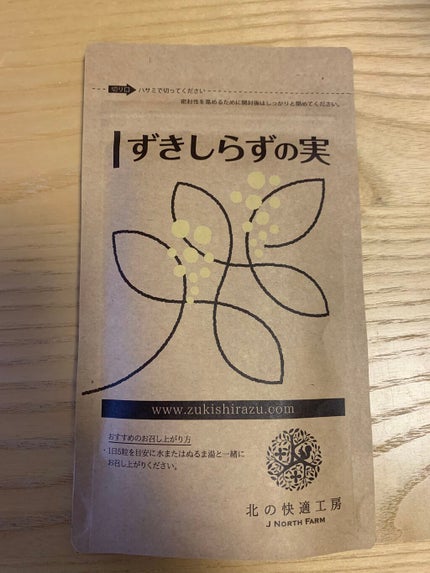 切り口 ハサミで切ってください
密封性を高めるために開封後はしっかりと閉めてください。
ずきしらずの実
www.zukishirazu.com
おすすめのお召し上がり方
・1日5粒を目安に水またはぬるま湯と一緒に
お召し上がりください。
北の快適工房
J NORTH FARM